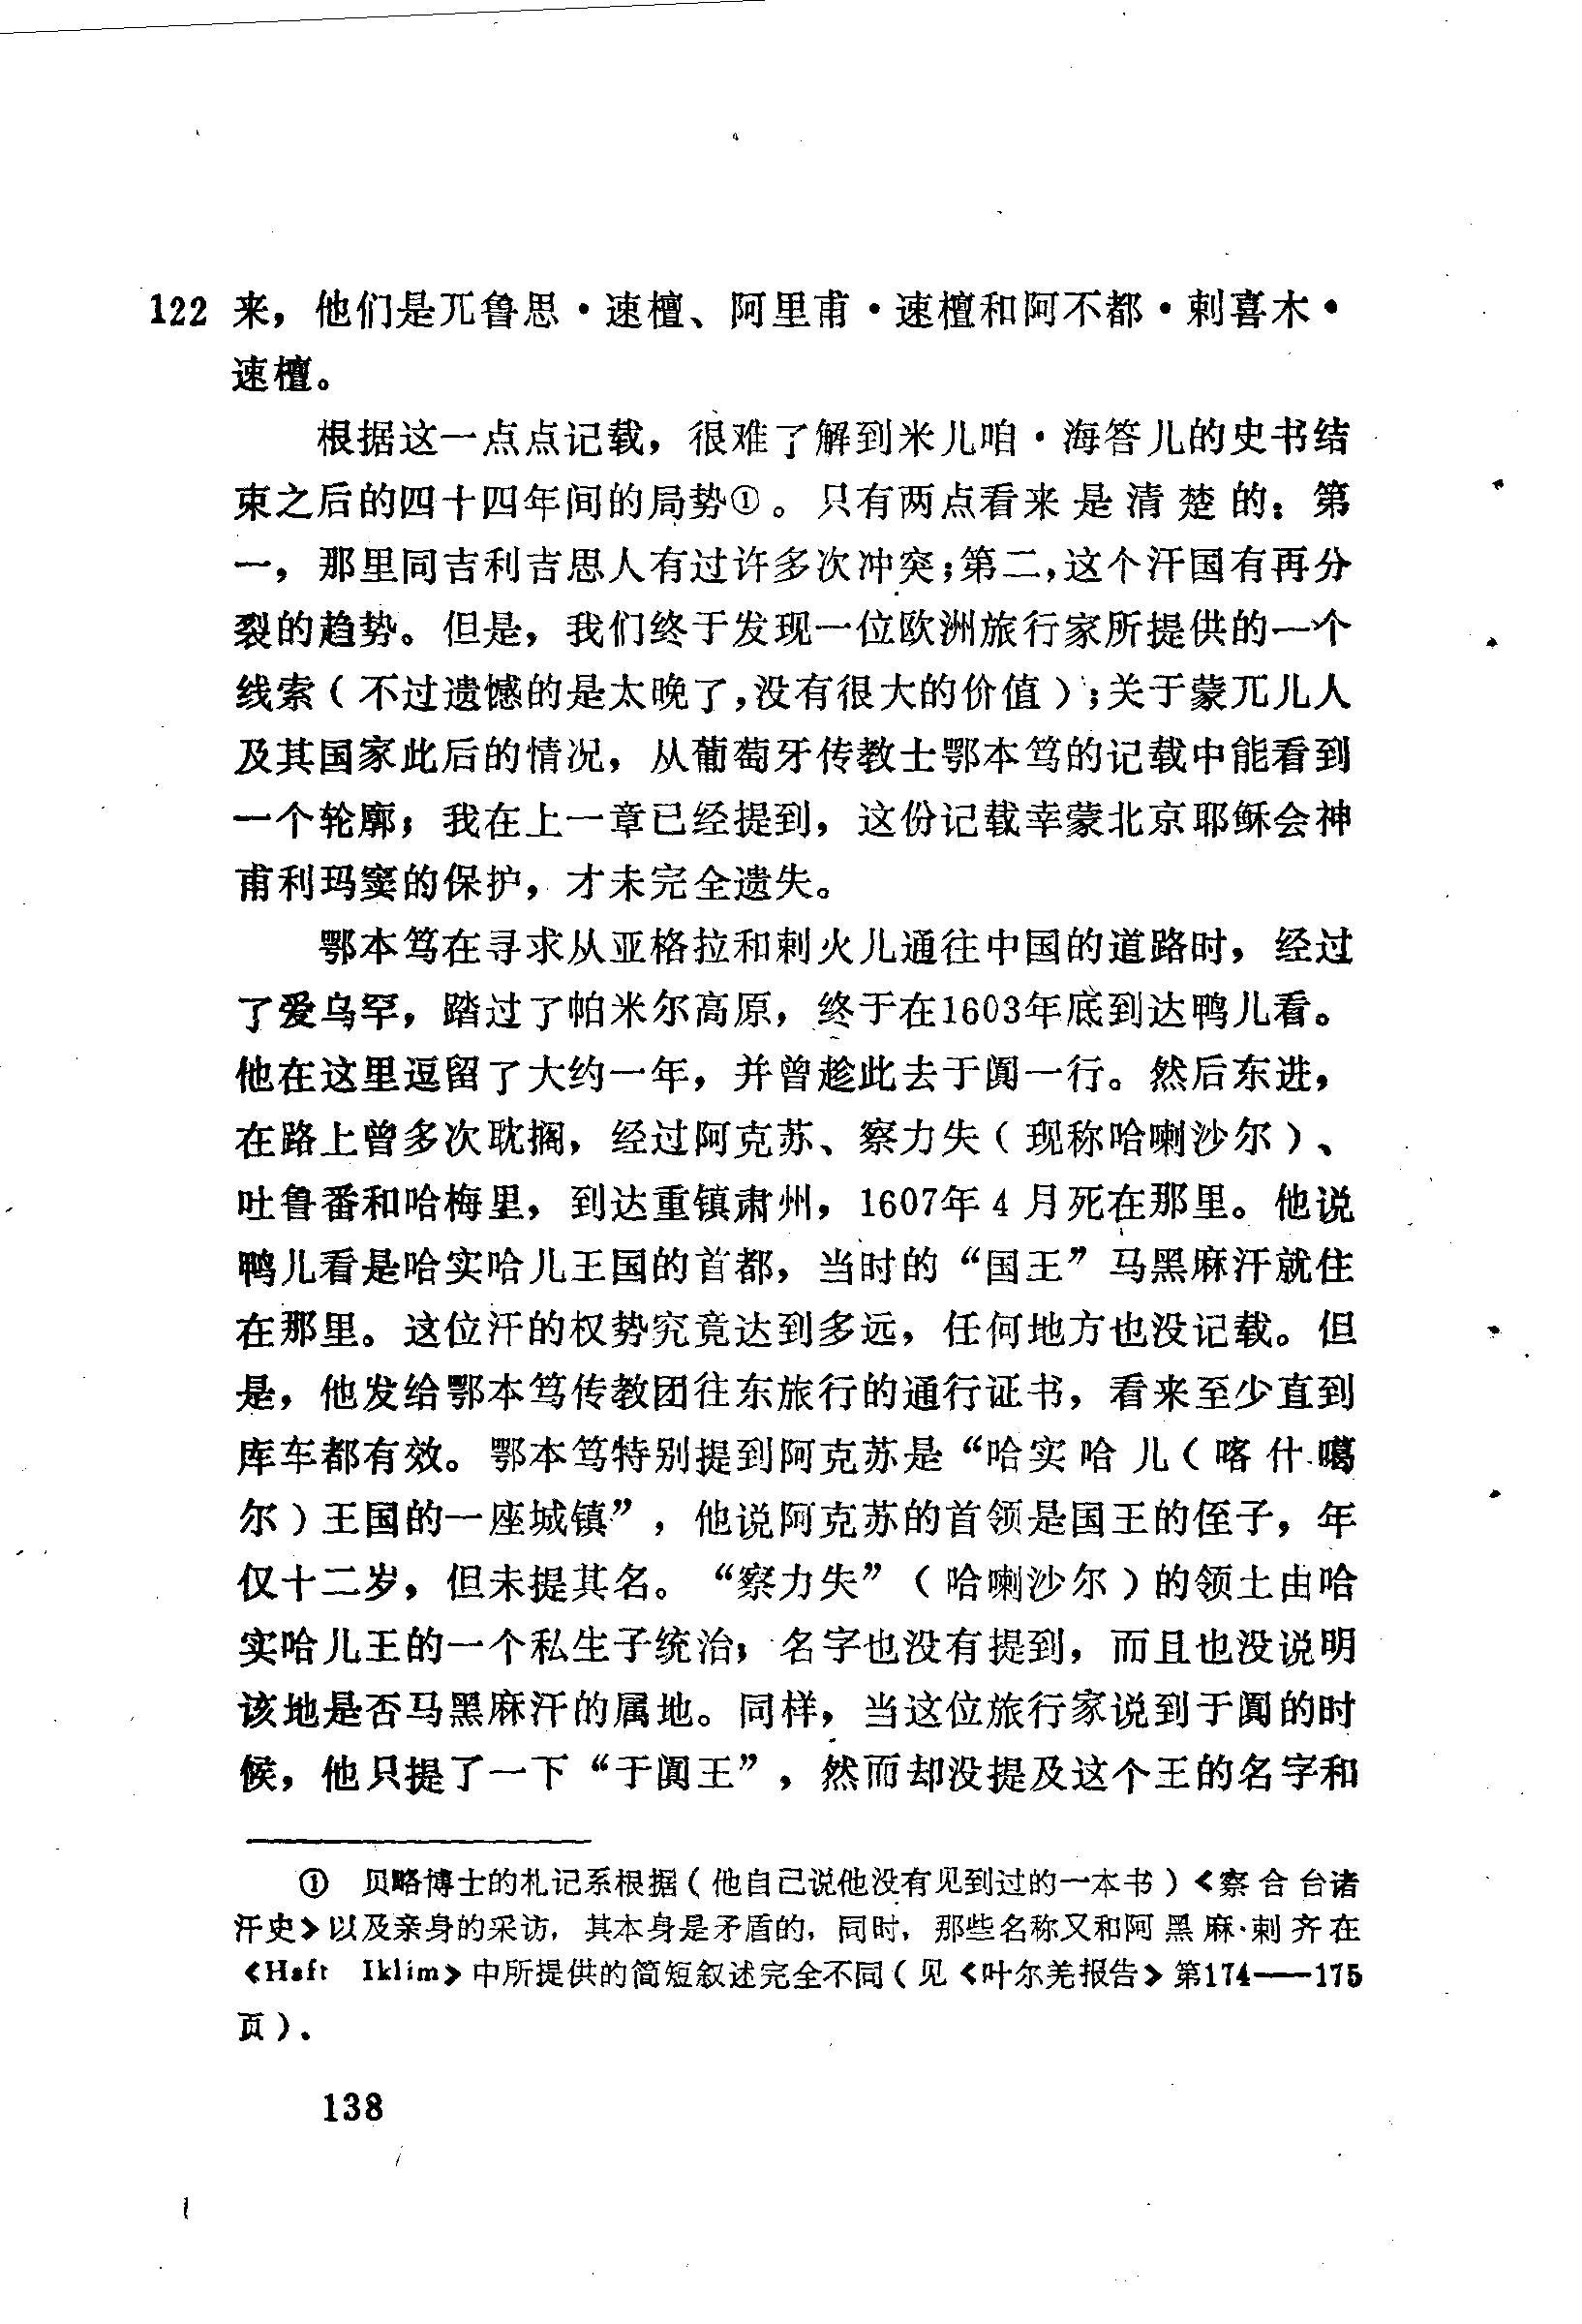 122 来，他们是兀鲁思·速檀、阿里甫·速檀和阿不都·剌喜木·
速檀。
根据这一点点记载，很难了解到米儿咱·海答儿的史书结
束之后的四十四年间的局势①。只有两点看来是清楚的：第
一，那里同吉利吉思人有过许多次冲突；第二，这个汗国有再分
裂的趋势。但是，我们终于发现一位欧洲旅行家所提供的一个
线索（不过遗憾的是太晚了，没有很大的价值）；关于蒙兀儿人
及其国家此后的情况，从葡萄牙传教士鄂本笃的记载中能看到
一个轮廓；我在上一章已经提到，这份记载幸蒙北京耶稣会神
甫利玛窦的保护，才未完全遗失。
鄂本笃在寻求从亚格拉和剌火儿通往中国的道路时，经过
了爱乌罕，踏过了帕米尔高原，终于在1603年底到达鸭儿看。
他在这里逗留了大约一年，并曾趁此去于阗一行。然后东进，
在路上曾多次耽搁，经过阿克苏、察力失（现称哈喇沙尔）、
吐鲁番和哈梅里，到达重镇肃州，1607年4月死在那里。他说
鸭儿看是哈实哈儿王国的首都，当时的“国王”马黑麻汗就住
在那里。这位汗的权势究竟达到多远，任何地方也没记载。但
是，他发给鄂本笃传教团往东旅行的通行证书，看来至少直到
库车都有效。鄂本笃特别提到阿克苏是“哈实哈儿（喀什噶
尔）王国的一座城镇”，他说阿克苏的首领是国王的侄子，年
仅十二岁，但未提其名。“察力失”（哈喇沙尔）的领土由哈
实哈儿王的一个私生子统治；名字也没有提到，而且也没说明
该地是否马黑麻汗的属地。同样，当这位旅行家说到于阗的时
候，他只提了一下“于阗王”，然而却没提及这个王的名字和
① 贝略博士的札记系根据（他自己说他没有见到过的一本书）《察合台诸
汗史》以及亲身的采访，其本身是矛盾的，同时，那些名称又和阿黑麻·剌齐在
《Haft Iklim》中所提供的简短叙述完全不同（见《叶尔羌报告》第174——175
页）。
138